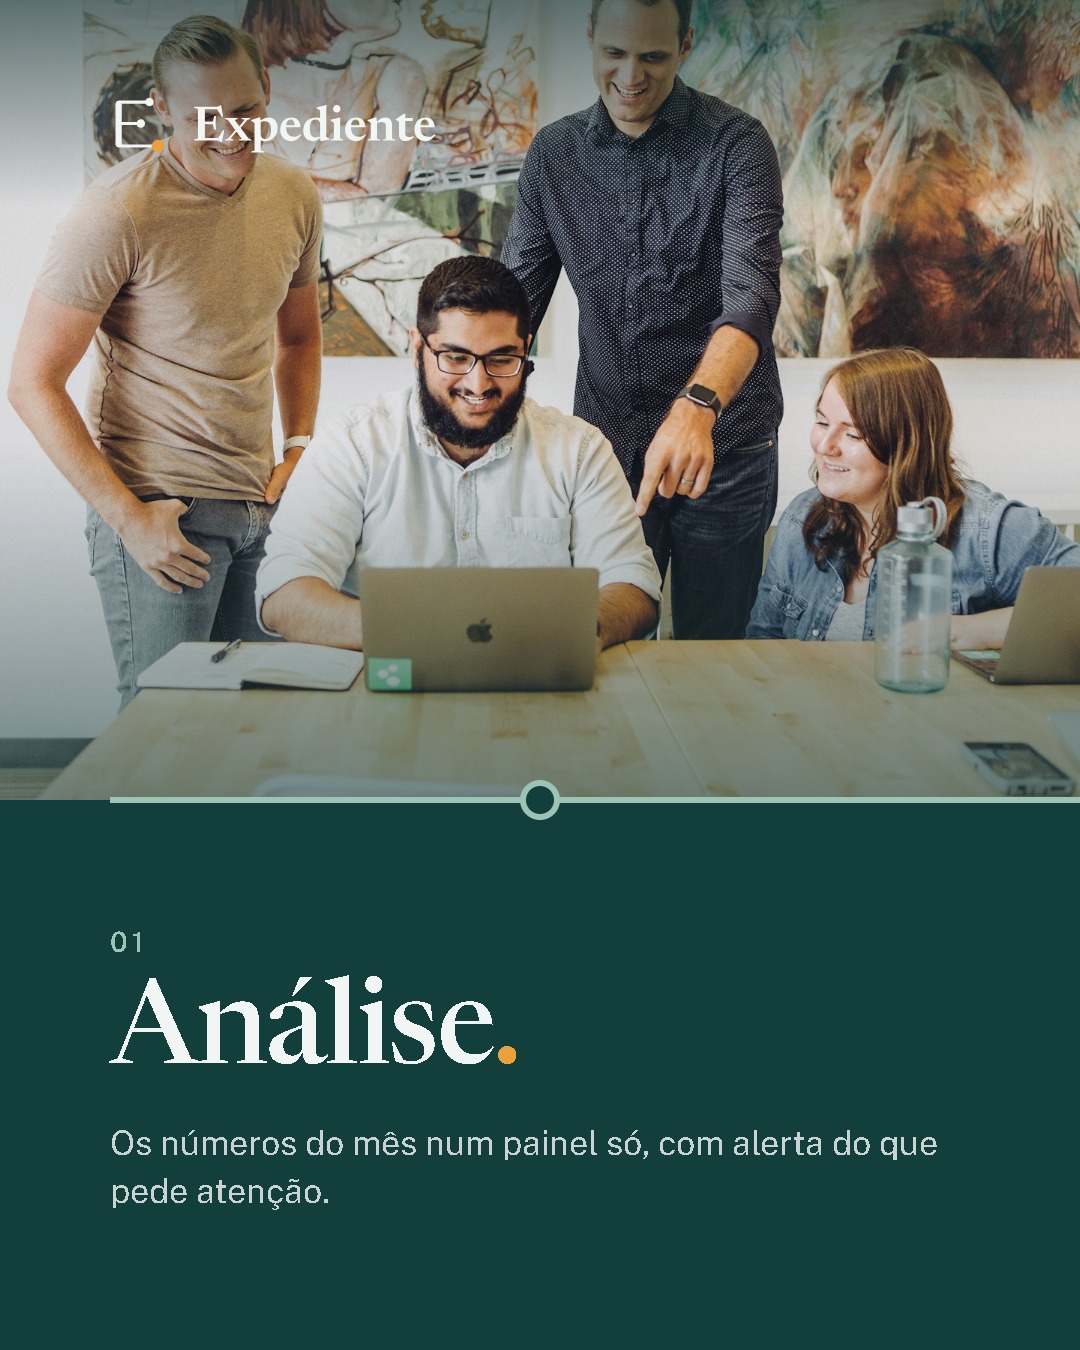 Expediente
01
Análise.
Os números do mês num painel só, com alerta do que
pede atenção.